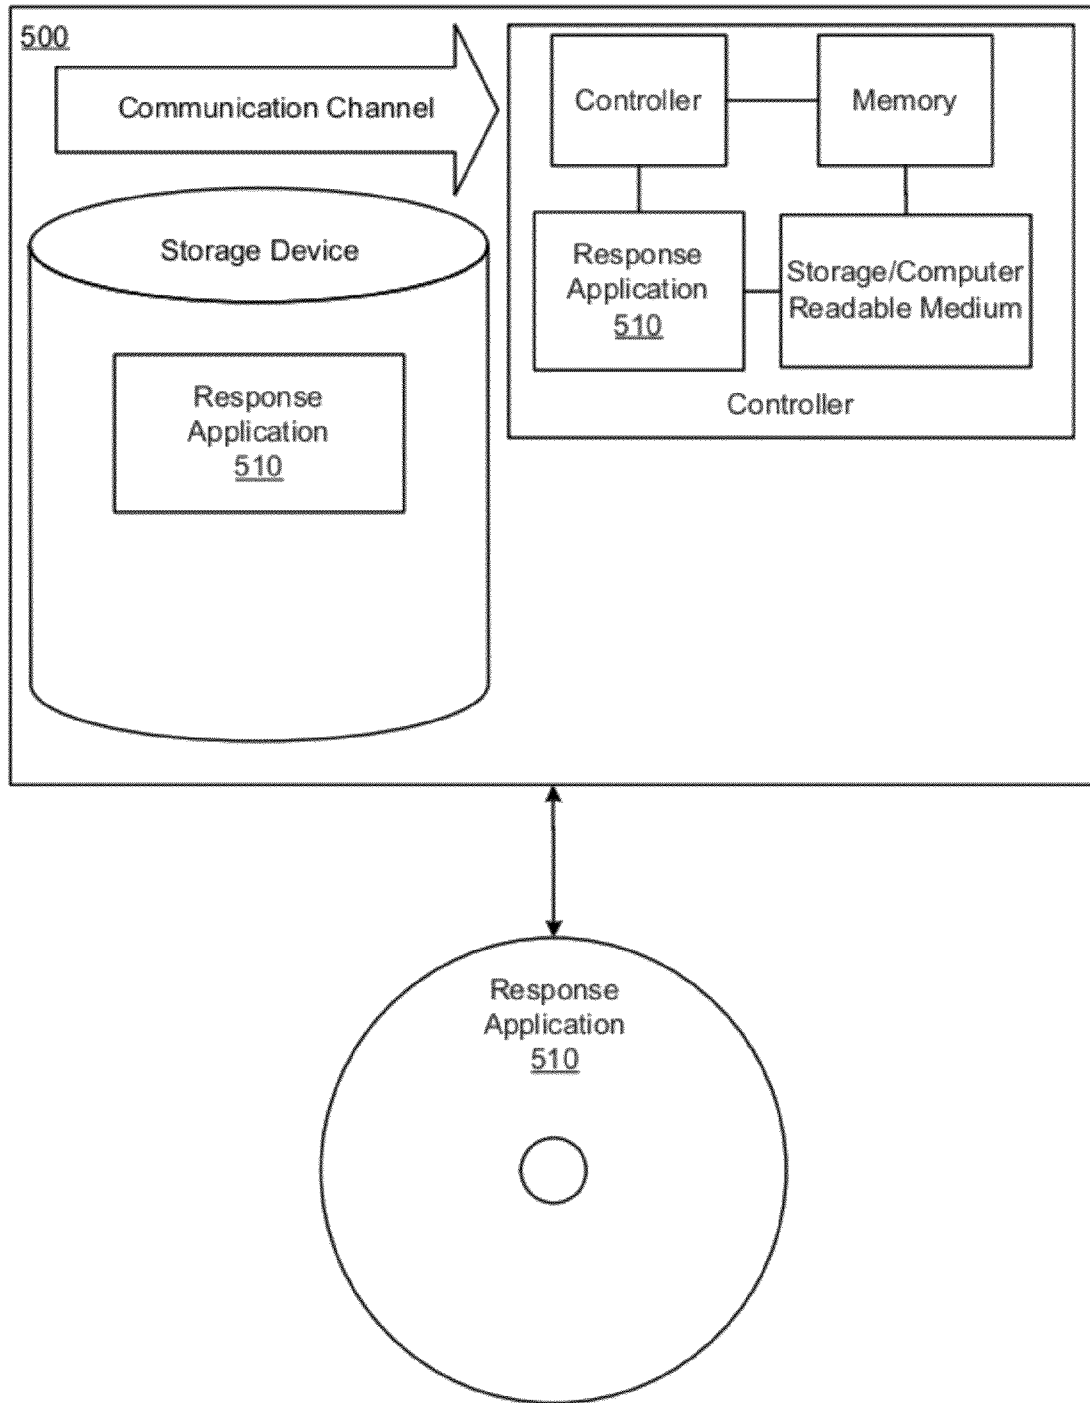 500
Communication Channel
Controller
Memory
Storage Device
Response
Application
510
Storage/Computer
Readable Medium
Controller
Response
Application
510
Response
Application
510